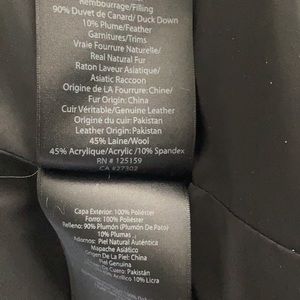 Rembourrage/Filling
90% Duvet de Canard/ Duck Down
10% Plume/Feather
Garnitures/Trims
Vraie Fourrure Naturelle/
Real Natural Fur
Raton Laveur Asiatique/
Asiatic Raccoon
Origine de LA Fourrure: Chine/
Fur Origin: China
Cuir Véritable/Genuine Leather
Origine du cuir: Pakistan
Leather Origin: Pakistan
45% Laine/Wool
45% Acrylique/ Acrylic /10% Spandex
RN # 125159
CA #27302
Capa Exterior: 100% Poliéster
Forro: 100% Poliéster
Relleno: 90% Plumón (Plumón De Pato)
10% Plumas
Adornos: Piel Natural Auténtica
Mapache Asiático
Origen De La Piel: China
Piel Genuina
De Cuero: Pakistán
Acrílico 10% Licra